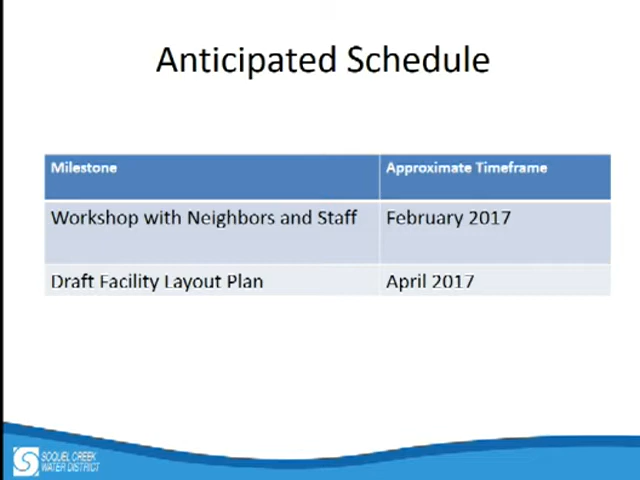 Anticipated Schedule
Milestone Approximate Timeframe
Workshop with Neighbors and Staff February 2017
Draft Facility Layout Plan April 2017
SOQUEL CREEK
WATER DISTRICT